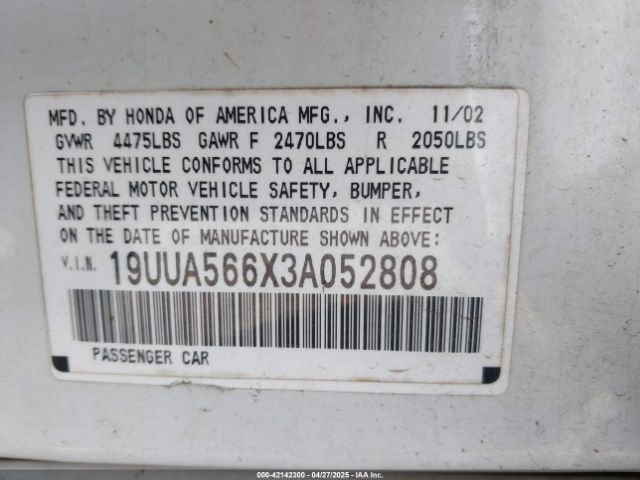 MFD. BY HONDA OF AMERICA MFG., INC. 11/02
GVWR 4475LBS GAWR F 2470LBS R 2050LBS
THIS VEHICLE CONFORMS TO ALL APPLICABLE
FEDERAL MOTOR VEHICLE SAFETY, BUMPER,
AND THEFT PREVENTION STANDARDS IN EFFECT
ON THE DATE OF MANUFACTURE SHOWN ABOVE:
V.I.N. 19UUA566X3A052808
PASSENGER CAR
000-42142300 - 04/27/2025 - IAAI.COM